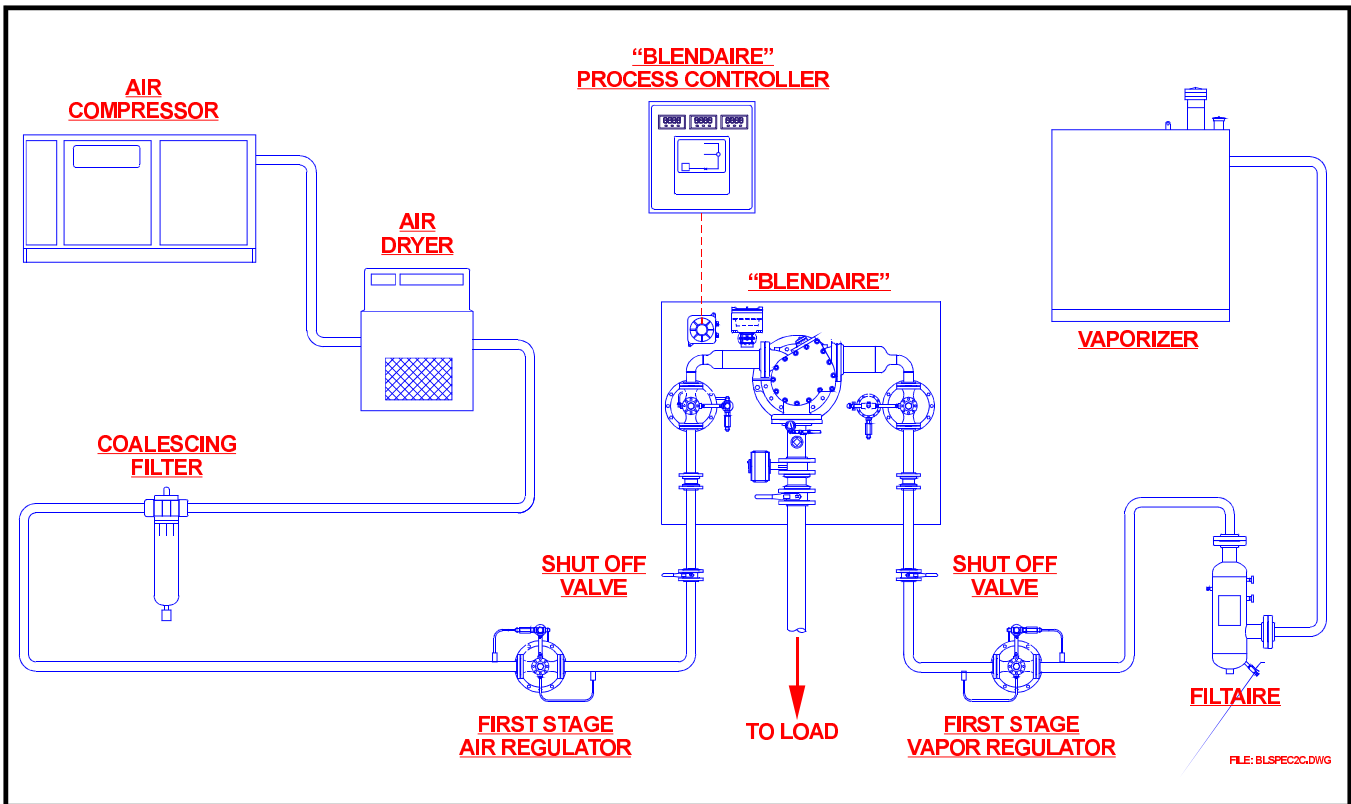 “BLENDAIRE”
PROCESS CONTROLLER
AIR
COMPRESSOR
AIR
DRYER
“BLENDAIRE”
VAPORIZER
COALESCING
FILTER
SHUT OFF
VALVE
SHUT OFF
VALVE
FILTAIRE
FIRST STAGE
AIR REGULATOR
TO LOAD
FIRST STAGE
VAPOR REGULATOR
FILE: BLSPEC2C.DWG